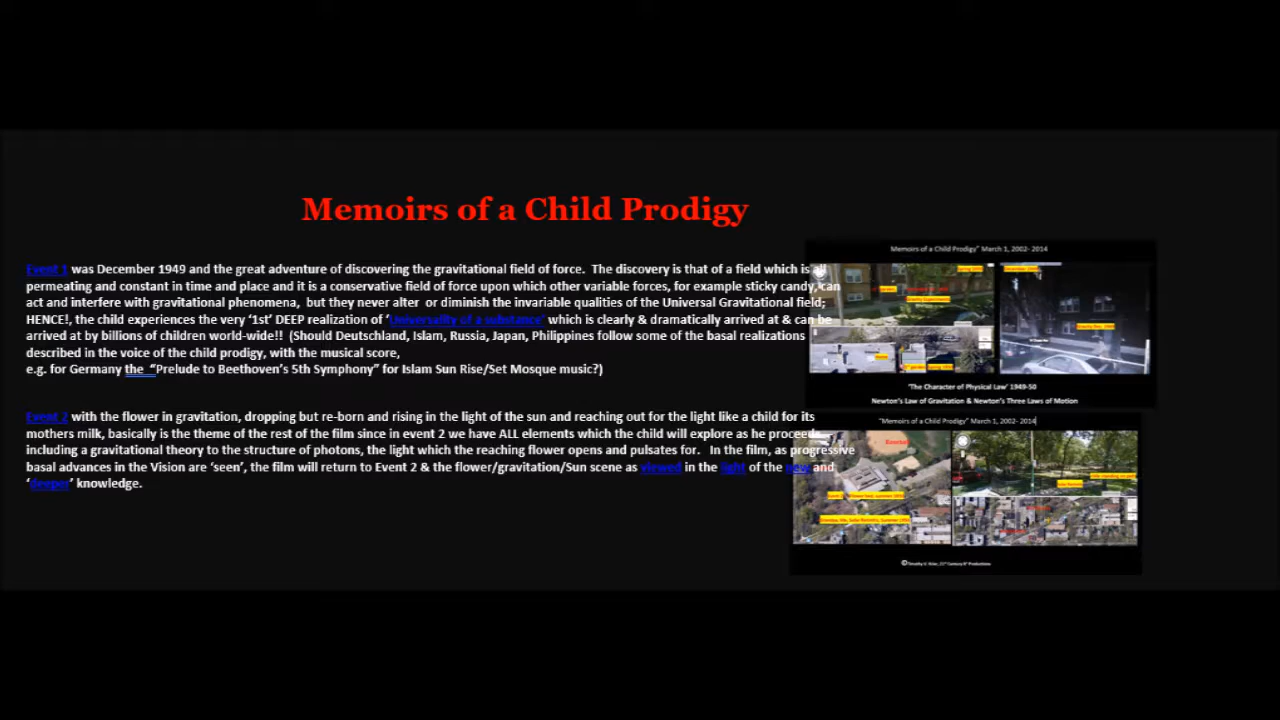 Memoirs of a Child Prodigy
Event 1 was December 1949 and the great adventure of discovering the gravitational field of force. The discovery is that of a field which is all
permeating and constant in time and place and it is a conservative field of force upon which other variable forces, for example sticky candy, can
act and interfere with gravitational phenomena, but they never alter or diminish the invariable qualities of the Universal Gravitational field;
HENCE!, the child experiences the very '1st' DEEP realization of 'Universality of a substance' which is clearly & dramatically arrived at & can be
arrived at by billions of children world-wide!! (Should Deutschland, Islam, Russia, Japan, Philippines follow some of the basal realizations
described in the voice of the child prodigy, with the musical score,
e.g. for Germany the "Prelude to Beethoven's 5th Symphony" for Islam Sun Rise/Set Mosque music?)
Event 2 with the flower in gravitation, dropping but re-born and rising in the light of the sun and reaching out for the light like a child for its
mothers milk, basically is the theme of the rest of the film since in event 2 we have ALL elements which the child will explore as he proceeds
including a gravitational theory to the structure of photons, the light which the reaching flower opens and pulsates for. In the film, as progressive
basal advances in the Vision are 'seen', the film will return to Event 2 & the flower/gravitation/Sun scene as viewed in the light of the new and
'deeper' knowledge.
Memoirs of a Child Prodigy" March 1, 2002- 2014
'The Character of Physical Law' 1949-50
Newton's Law of Gravitation & Newton's Three Laws of Motion
"Memoirs of a Child Prodigy" March 1, 2002- 2014